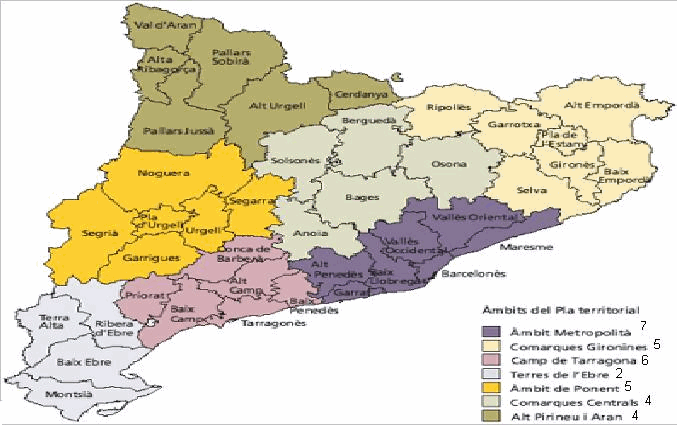 Val d'Aran
Pallars
Sobirà
Alta
Ribagorça
Cerdanya
Alt Urgell
Pallars Jussà
Berguedà
Ripollès
Alt Empordà
Garrotxa
Pla de
l'Estany
Solsonès
Osona
Gironès
Baix
Empordà
Noguera
Bages
Selva
Segarra
Segrià
Pla
d'Urgell
Urgell
Anoia
Vallès Oriental
Vallès
Occidental
Maresme
Garrigues
Conca de
Barberà
Alt
Penedès
Baix
Llobregat
Barcelonès
Garraf
Priorat
Alt
Camp
Baix
Camp
Baix
Penedès
Tarragonès
Terra
Alta
Ribera
d'Ebre
Baix Ebre
Montsià
Àmbits del Pla territorial
Àmbit Metropolità 7
Comarques Gironines 5
Camp de Tarragona 6
Terres de l'Ebre 2
Àmbit de Ponent 5
Comarques Centrals 4
Alt Pirineu i Aran 4